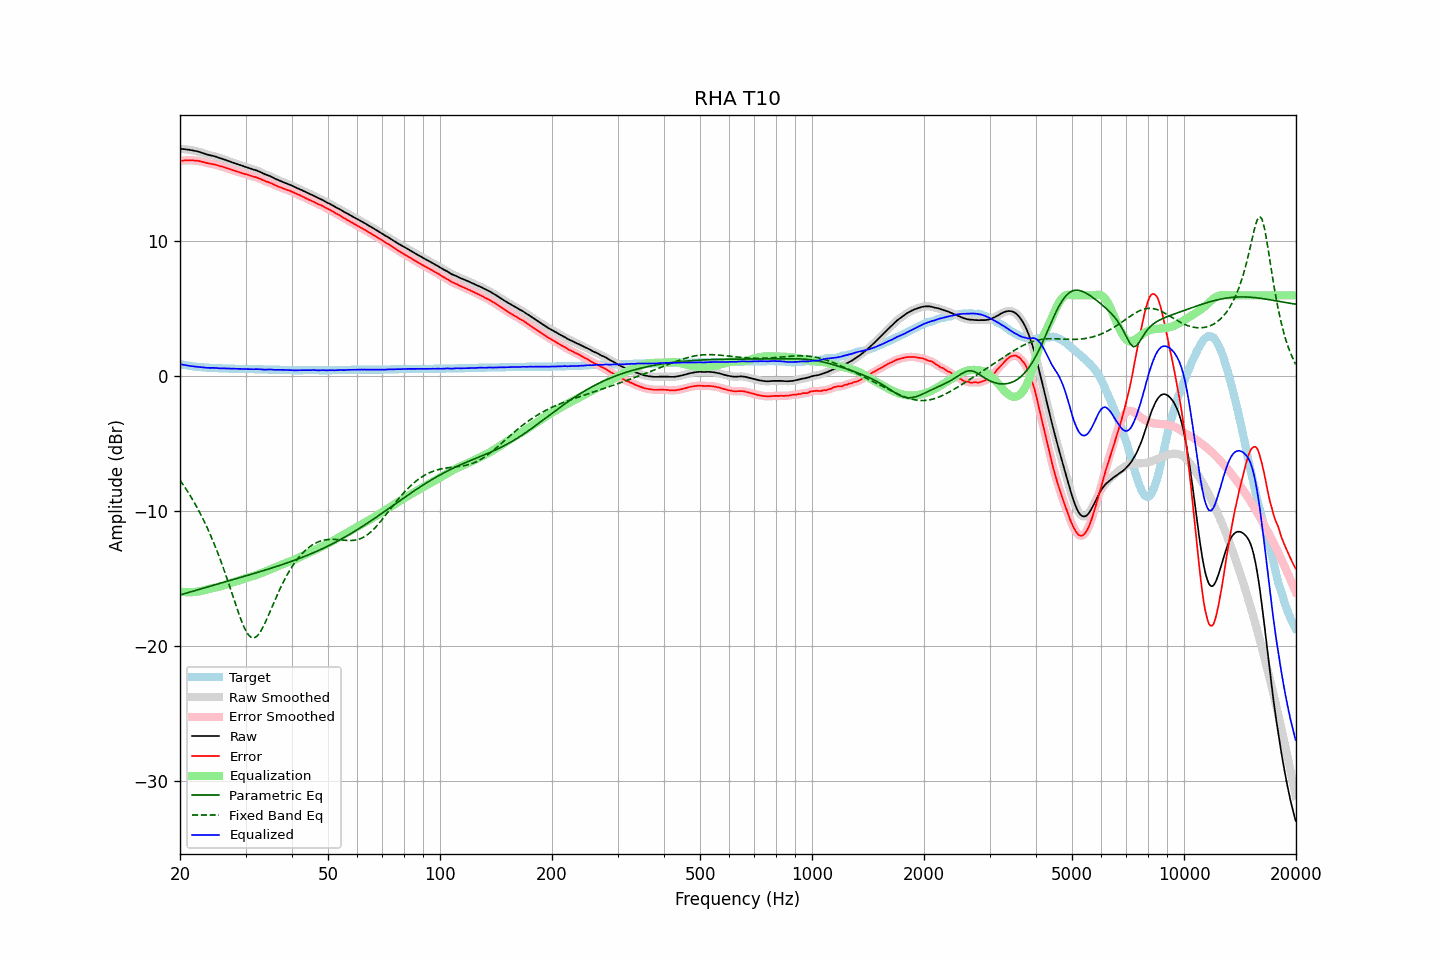 RHA T10
Amplitude (dBr)
10
0
−10
−20
−30
Target
Raw Smoothed
Error Smoothed
Raw
Error
Equalization
Parametric Eq
Fixed Band Eq
Equalized
20 50 100 200 500 1000 2000 5000 10000 20000
Frequency (Hz)